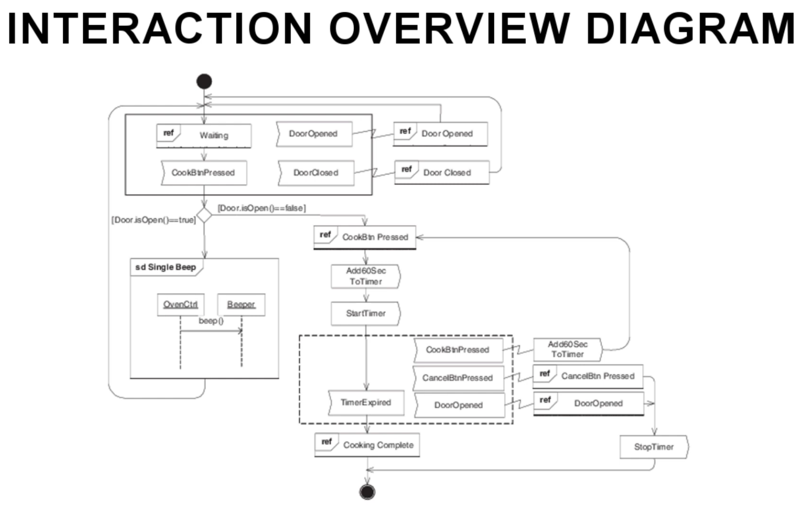 INTERACTION OVERVIEW DIAGRAM
ref Waiting
DoorOpened
ref Door Opened
CookBtnPressed
DoorClosed
ref Door Closed
[Door.isOpen()==true]
[Door.isOpen()==false]
ref CookBtn Pressed
sd Single Beep
Add60Sec
ToTimer
OvenCtrl
Beeper
StartTimer
beep()
CookBtnPressed
Add60Sec
ToTimer
CancelBtnPressed
ref CancelBtn Pressed
TimerExpired
DoorOpened
ref DoorOpened
ref Cooking Complete
StopTimer